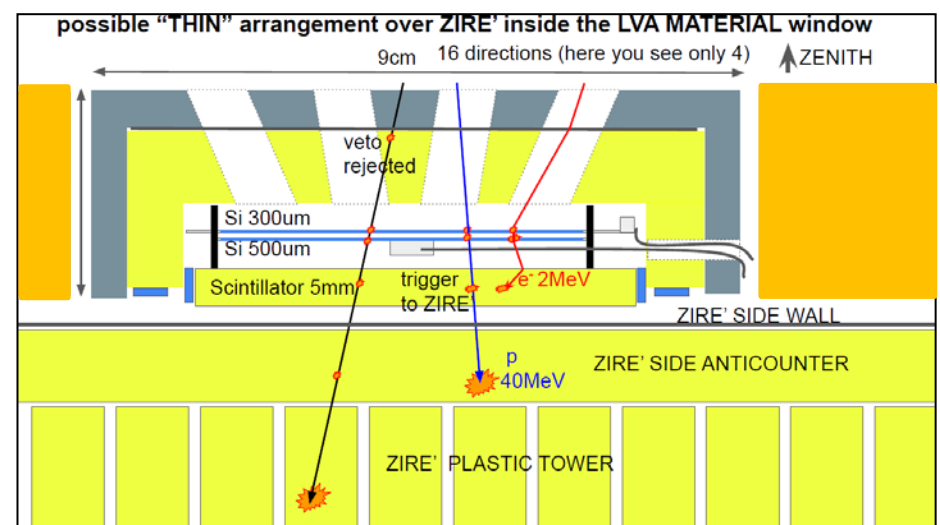 possible “THIN” arrangement over ZIRE’ inside the LVA MATERIAL window
9cm
16 directions (here you see only 4)
ZENITH
veto
rejected
Si 300um
Si 500um
Scintillator 5mm
trigger
to ZIRE'
e- 2MeV
ZIRE’ SIDE WALL
p
40MeV
ZIRE’ SIDE ANTICOUNTER
ZIRE’ PLASTIC TOWER